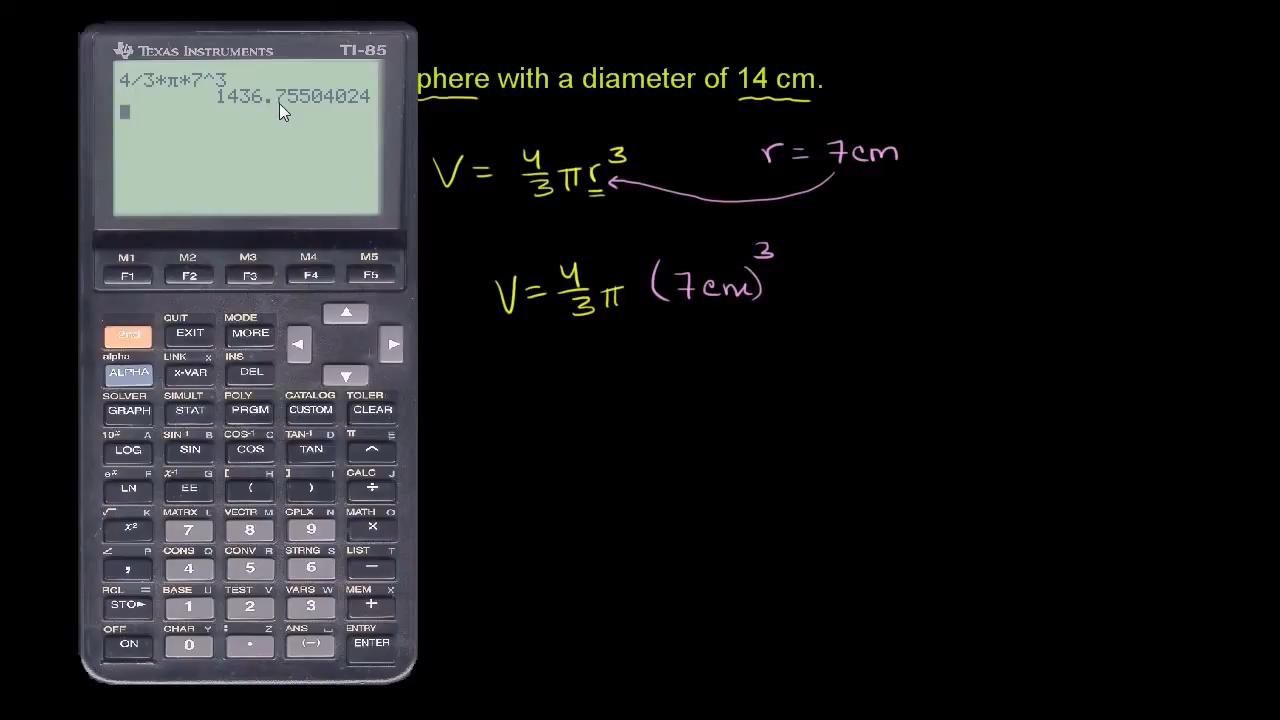 TEXAS INSTRUMENTS TI-85
4/3*π*7^3
1436.75504024
phere with a diameter of 14 cm.
V = 4/3 π r³
r = 7cm
V = 4/3 π (7cm)³
M1 M2 M3 M4 M5
F1 F2 F3 F4 F5
QUIT MODE
2nd EXIT MORE
alpha LINK x INS
ALPHA x-VAR DEL
SOLVER SIMULT POLY CATALOG TOLER
GRAPH STAT PRGM CUSTOM CLEAR
10ˣ A SIN⁻¹ B COS⁻¹ C TAN⁻¹ D π E
LOG SIN COS TAN ^
eˣ F x⁻¹ G [ H ] I CALC J
LN EE ( ) ÷
√ K MATRX L VECTR M CPLX N MATH O
x² 7 8 9 ×
∠ P CONS Q CONV R STRNG S LIST T
, 4 5 6 −
RCL = BASE U TEST V VARS W MEM X
STO▶ 1 2 3 +
OFF CHAR Y : Z ANS ␣ ENTRY
ON 0 . (−) ENTER